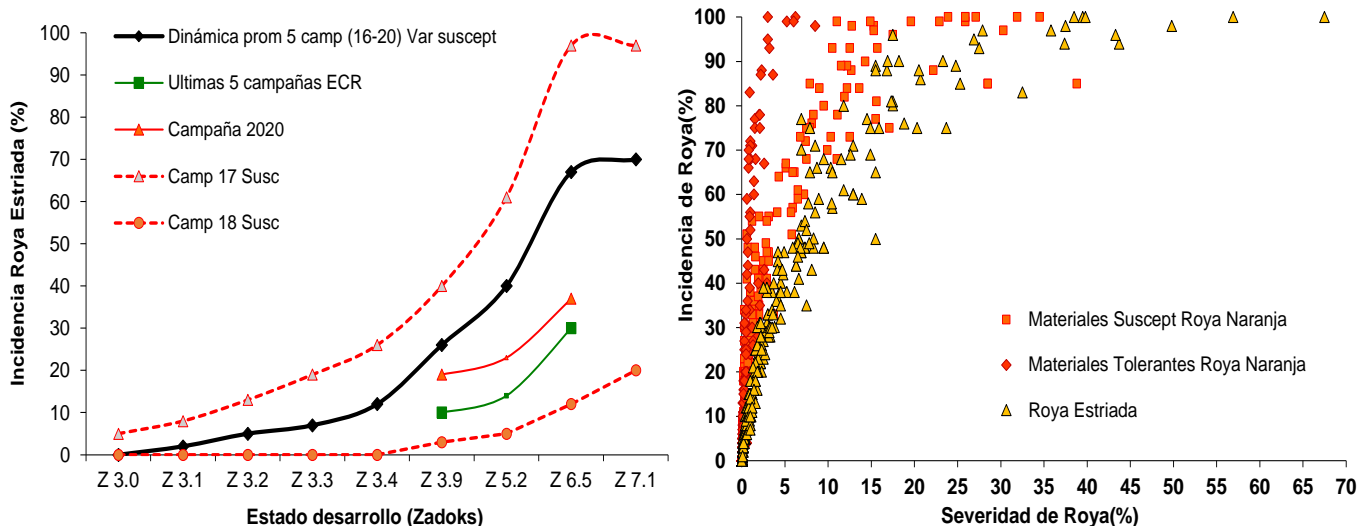 Incidencia Roya Estriada (%)
100
90
80
70
60
50
40
30
20
10
0
Dinámica prom 5 camp (16-20) Var suscept
Ultimas 5 campañas ECR
Campaña 2020
Camp 17 Susc
Camp 18 Susc
Z 3.0 Z 3.1 Z 3.2 Z 3.3 Z 3.4 Z 3.9 Z 5.2 Z 6.5 Z 7.1
Estado desarrollo (Zadoks)
Incidencia de Roya(%)
100
90
80
70
60
50
40
30
20
10
0
Materiales Suscept Roya Naranja
Materiales Tolerantes Roya Naranja
Roya Estriada
0 5 10 15 20 25 30 35 40 45 50 55 60 65 70
Severidad de Roya(%)